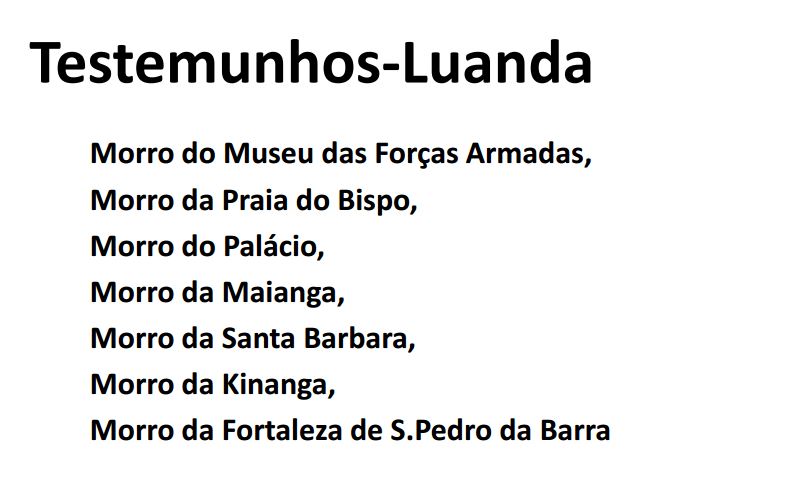 Testemunhos-Luanda
Morro do Museu das Forças Armadas,
Morro da Praia do Bispo,
Morro do Palácio,
Morro da Maianga,
Morro da Santa Barbara,
Morro da Kinanga,
Morro da Fortaleza de S.Pedro da Barra